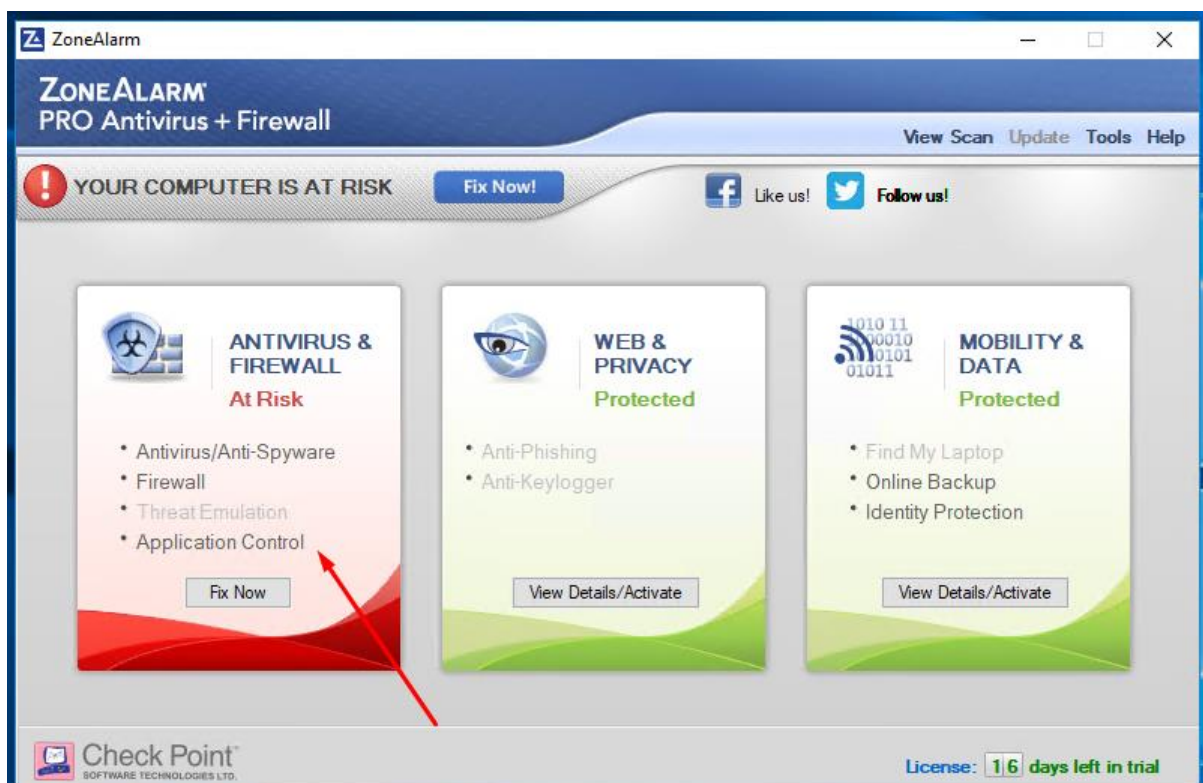 ZoneAlarm
ZONEALARM
PRO Antivirus + Firewall
View Scan Update Tools Help
YOUR COMPUTER IS AT RISK
Fix Now!
Like us!
Follow us!
ANTIVIRUS &
FIREWALL
At Risk
• Antivirus/Anti-Spyware
• Firewall
• Threat Emulation
• Application Control
Fix Now
WEB &
PRIVACY
Protected
• Anti-Phishing
• Anti-Keylogger
View Details/Activate
1010 11
00010
0101
01011
MOBILITY &
DATA
Protected
• Find My Laptop
• Online Backup
• Identity Protection
View Details/Activate
Check Point
SOFTWARE TECHNOLOGIES LTD.
License: 16 days left in trial